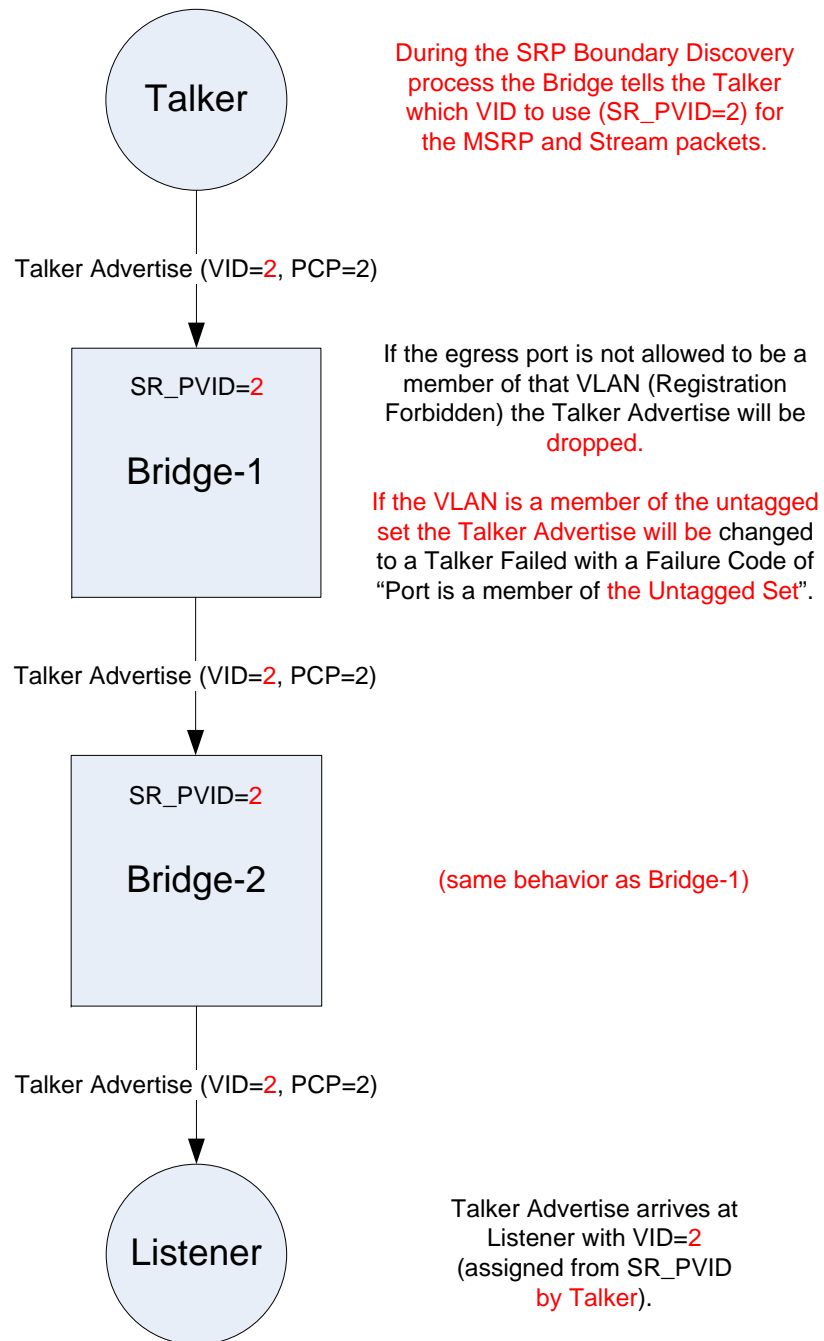 Talker
During the SRP Boundary Discovery
process the Bridge tells the Talker
which VID to use (SR_PVID=2) for
the MSRP and Stream packets.
Talker Advertise (VID=2, PCP=2)
SR_PVID=2
Bridge-1
If the egress port is not allowed to be a
member of that VLAN (Registration
Forbidden) the Talker Advertise will be
dropped.
If the VLAN is a member of the untagged
set the Talker Advertise will be changed
to a Talker Failed with a Failure Code of
“Port is a member of the Untagged Set”.
Talker Advertise (VID=2, PCP=2)
SR_PVID=2
Bridge-2
(same behavior as Bridge-1)
Talker Advertise (VID=2, PCP=2)
Listener
Talker Advertise arrives at
Listener with VID=2
(assigned from SR_PVID
by Talker).